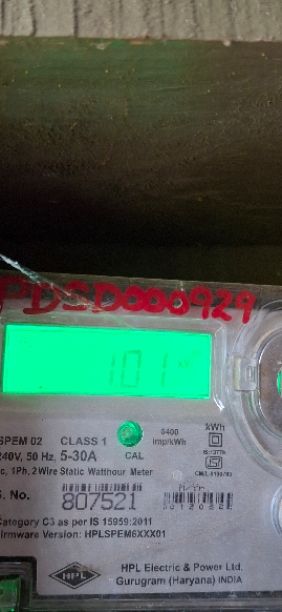 PDSD000929
101
SPEM 02 CLASS 1
240V, 50 Hz, 5-30A CAL
imp/kWh
kWh
c, 1Ph, 2 Wire Static Watthour Meter
S. No. 807521
Category C3 as per IS 15959:2011
Firmware Version: HPLSPEM6XXX01
HPL
HPL Electric & Power Ltd.
Gurugram (Haryana) INDIA